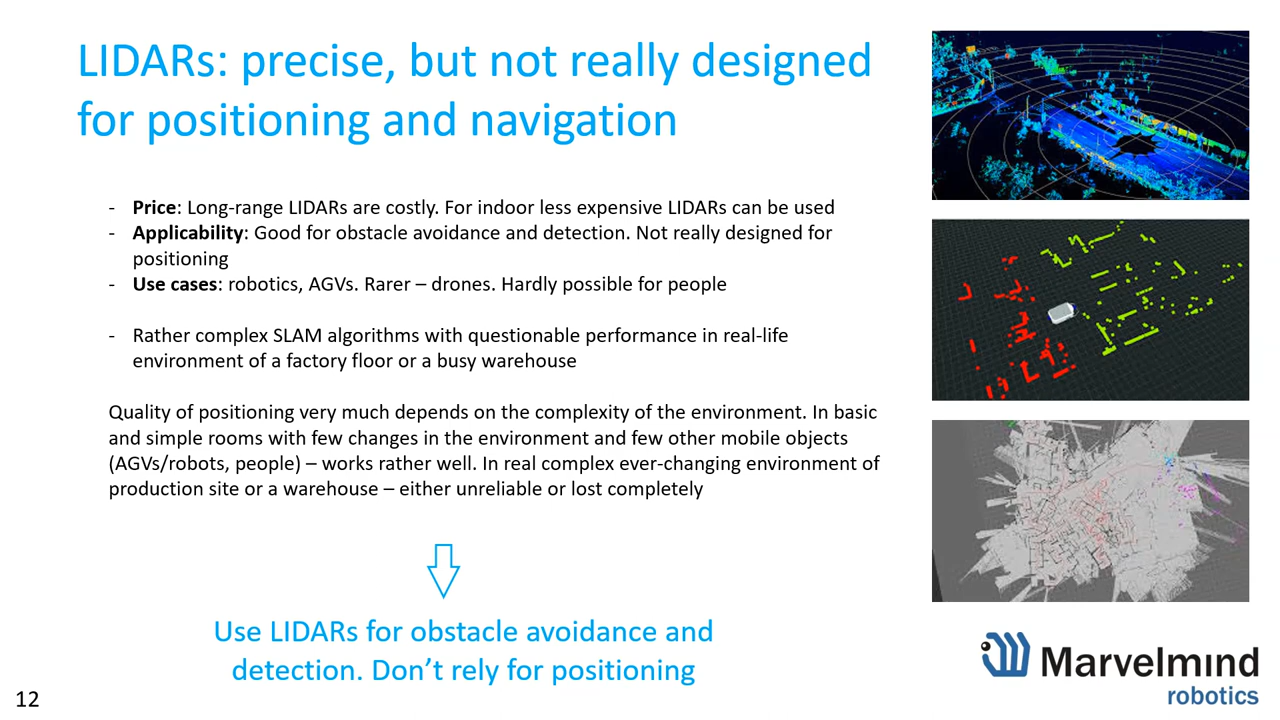 LIDARs: precise, but not really designed
for positioning and navigation
- Price: Long-range LIDARs are costly. For indoor less expensive LIDARs can be used
- Applicability: Good for obstacle avoidance and detection. Not really designed for
positioning
- Use cases: robotics, AGVs. Rarer – drones. Hardly possible for people
- Rather complex SLAM algorithms with questionable performance in real-life
environment of a factory floor or a busy warehouse
Quality of positioning very much depends on the complexity of the environment. In basic
and simple rooms with few changes in the environment and few other mobile objects
(AGVs/robots, people) – works rather well. In real complex ever-changing environment of
production site or a warehouse – either unreliable or lost completely
Use LIDARs for obstacle avoidance and
detection. Don’t rely for positioning
Marvelmind
robotics
12